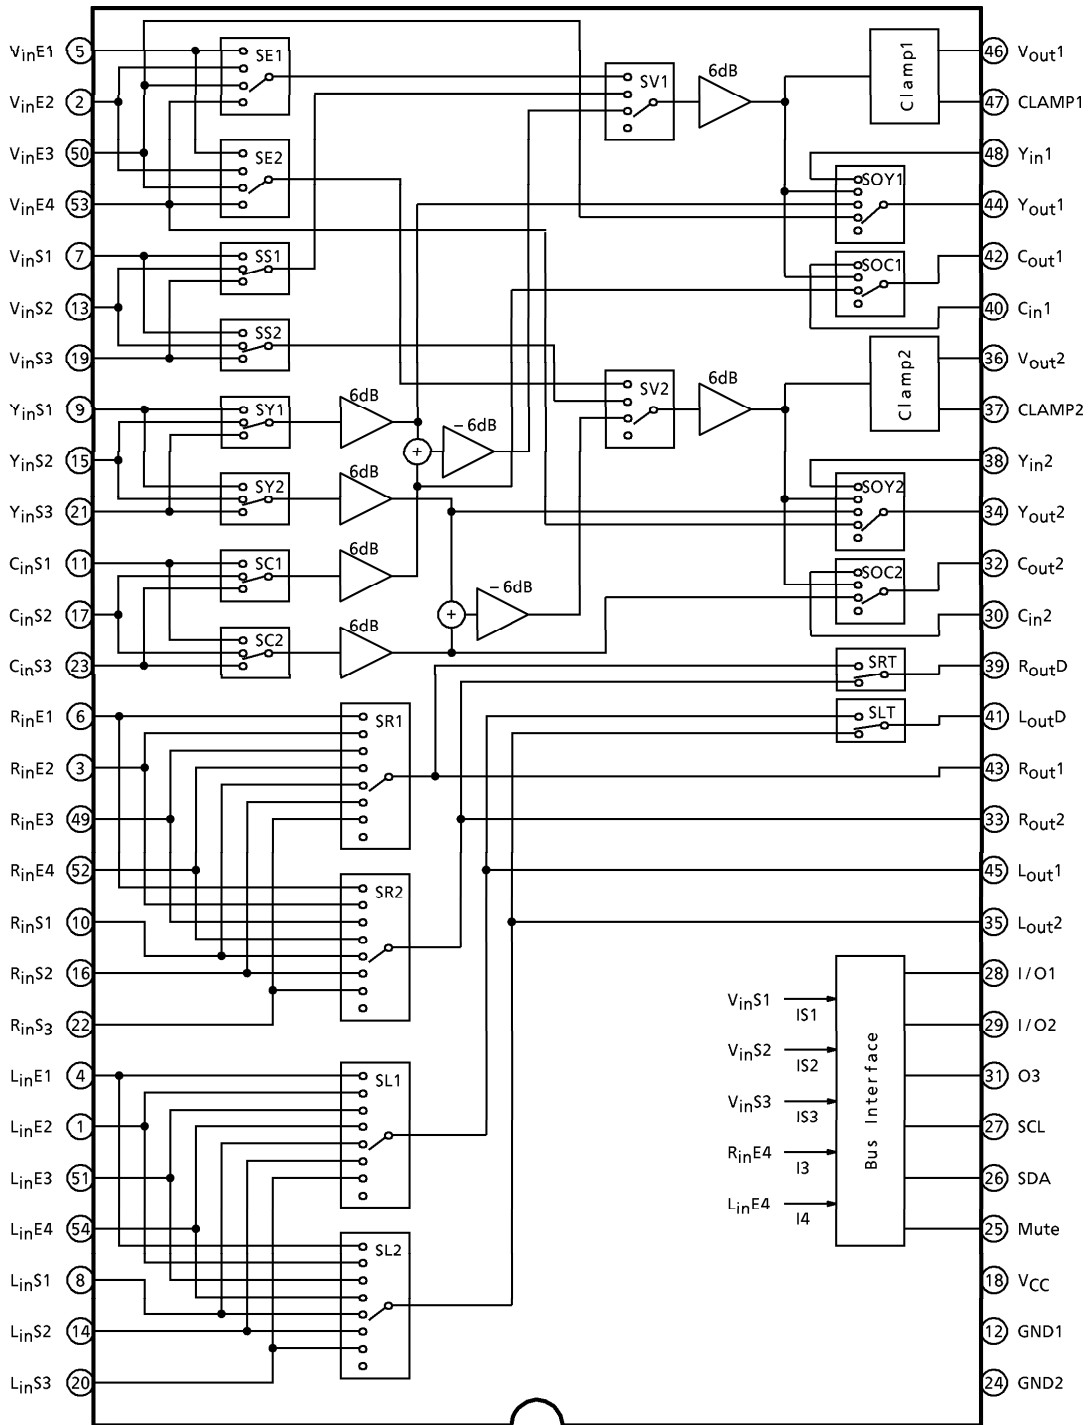 VinE1 5
VinE2 2
VinE3 50
VinE4 53
VinS1 7
VinS2 13
VinS3 19
YinS1 9
YinS2 15
YinS3 21
CinS1 11
CinS2 17
CinS3 23
RinE1 6
RinE2 3
RinE3 49
RinE4 52
RinS1 10
RinS2 16
RinS3 22
LinE1 4
LinE2 1
LinE3 51
LinE4 54
LinS1 8
LinS2 14
LinS3 20
SE1
SE2
SS1
SS2
SY1
SY2
SC1
SC2
6dB
6dB
6dB
6dB
+
−6dB
+
−6dB
SV1
6dB
SV2
6dB
Clamp1
SOY1
SOC1
Clamp2
SOY2
SOC2
SRT
SLT
SR1
SR2
SL1
SL2
VinS1
IS1
VinS2
IS2
VinS3
IS3
RinE4
I3
LinE4
I4
Bus Interface
46 Vout1
47 CLAMP1
48 Yin1
44 Yout1
42 Cout1
40 Cin1
36 Vout2
37 CLAMP2
38 Yin2
34 Yout2
32 Cout2
30 Cin2
39 RoutD
41 LoutD
43 Rout1
33 Rout2
45 Lout1
35 Lout2
28 I/O1
29 I/O2
31 O3
27 SCL
26 SDA
25 Mute
18 VCC
12 GND1
24 GND2